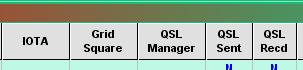 IOTA
Grid
Square
QSL
Manager
QSL
Sent
QSL
Recd
N
N